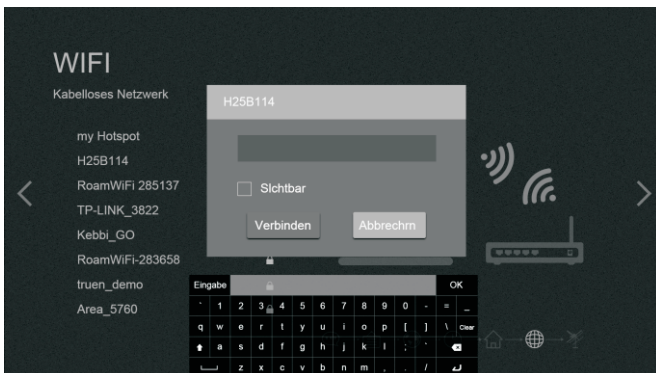 WIFI
Kabelloses Netzwerk
my Hotspot
H25B114
RoamWiFi 285137
TP-LINK_3822
Kebbi_GO
RoamWiFi-283658
truen_demo
Area_5760
H25B114
SIchtbar
Verbinden Abbrechrn
Eingabe OK
` 1 2 3 4 5 6 7 8 9 0 - = _
q w e r t y u i o p [ ] \ Clear
a s d f g h j k l ; '
z x c v b n m , . /